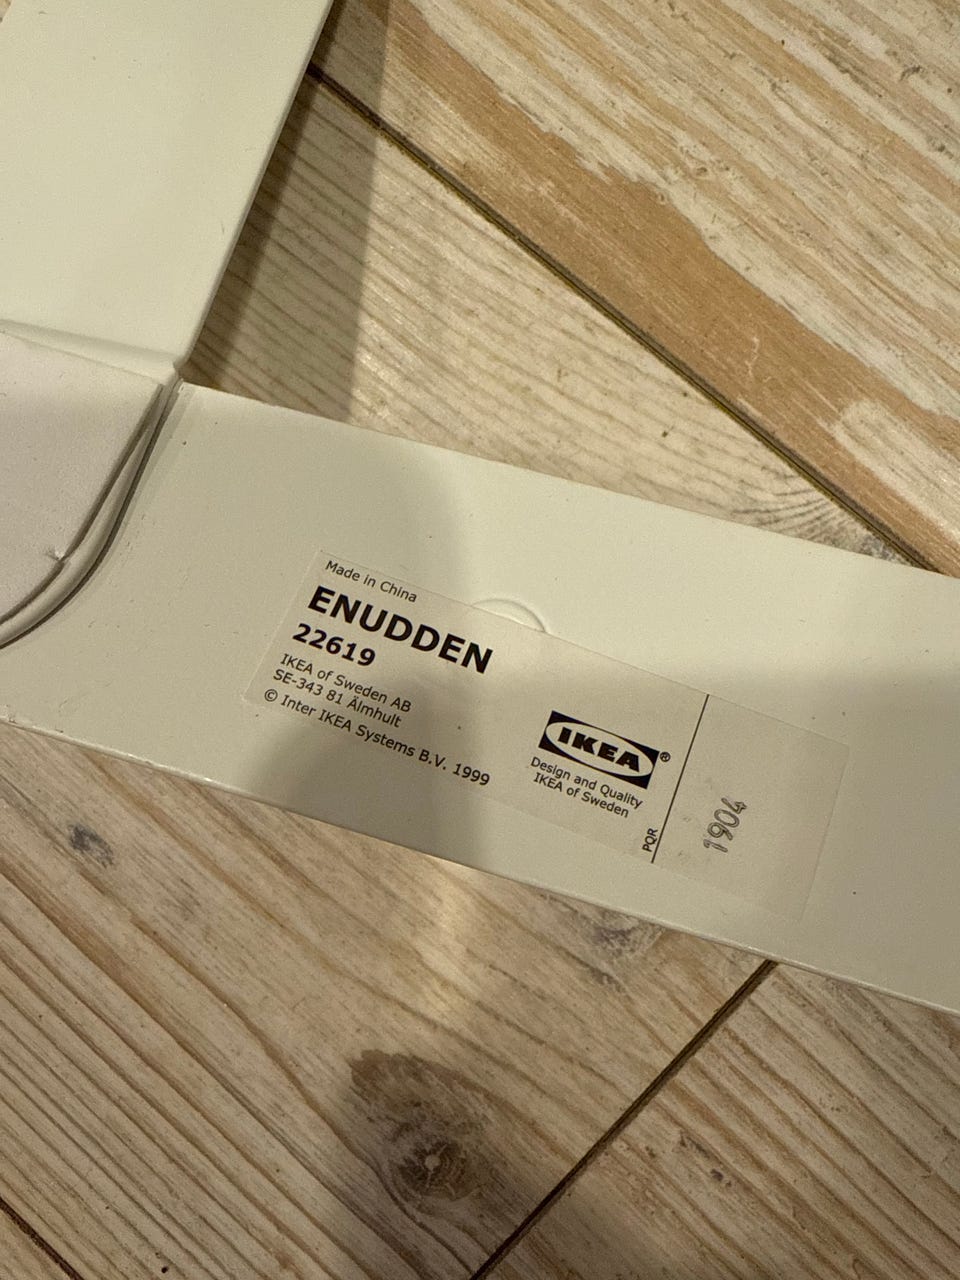 Made in China
ENUDDEN
22619
IKEA of Sweden AB
SE-343 81 Älmhult
© Inter IKEA Systems B.V. 1999
IKEA®
Design and Quality
IKEA of Sweden
PQR
1904